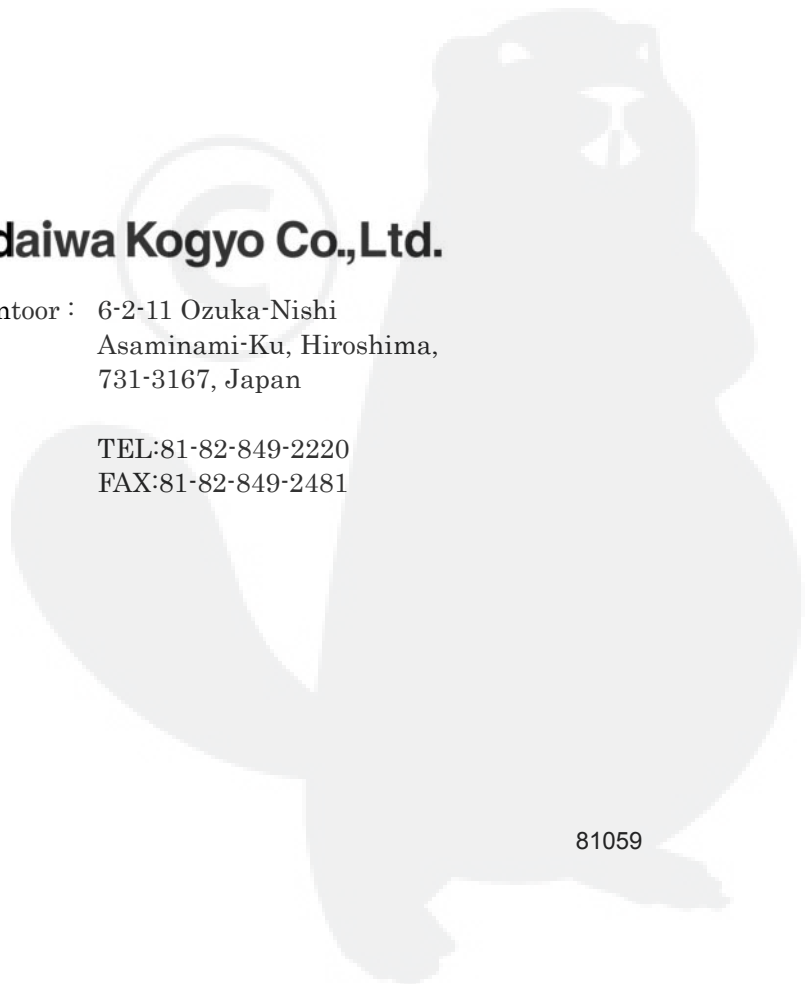 daiwa Kogyo Co.,Ltd.
ntoor : 6-2-11 Ozuka-Nishi
Asaminami-Ku, Hiroshima,
731-3167, Japan
TEL:81-82-849-2220
FAX:81-82-849-2481
©
81059